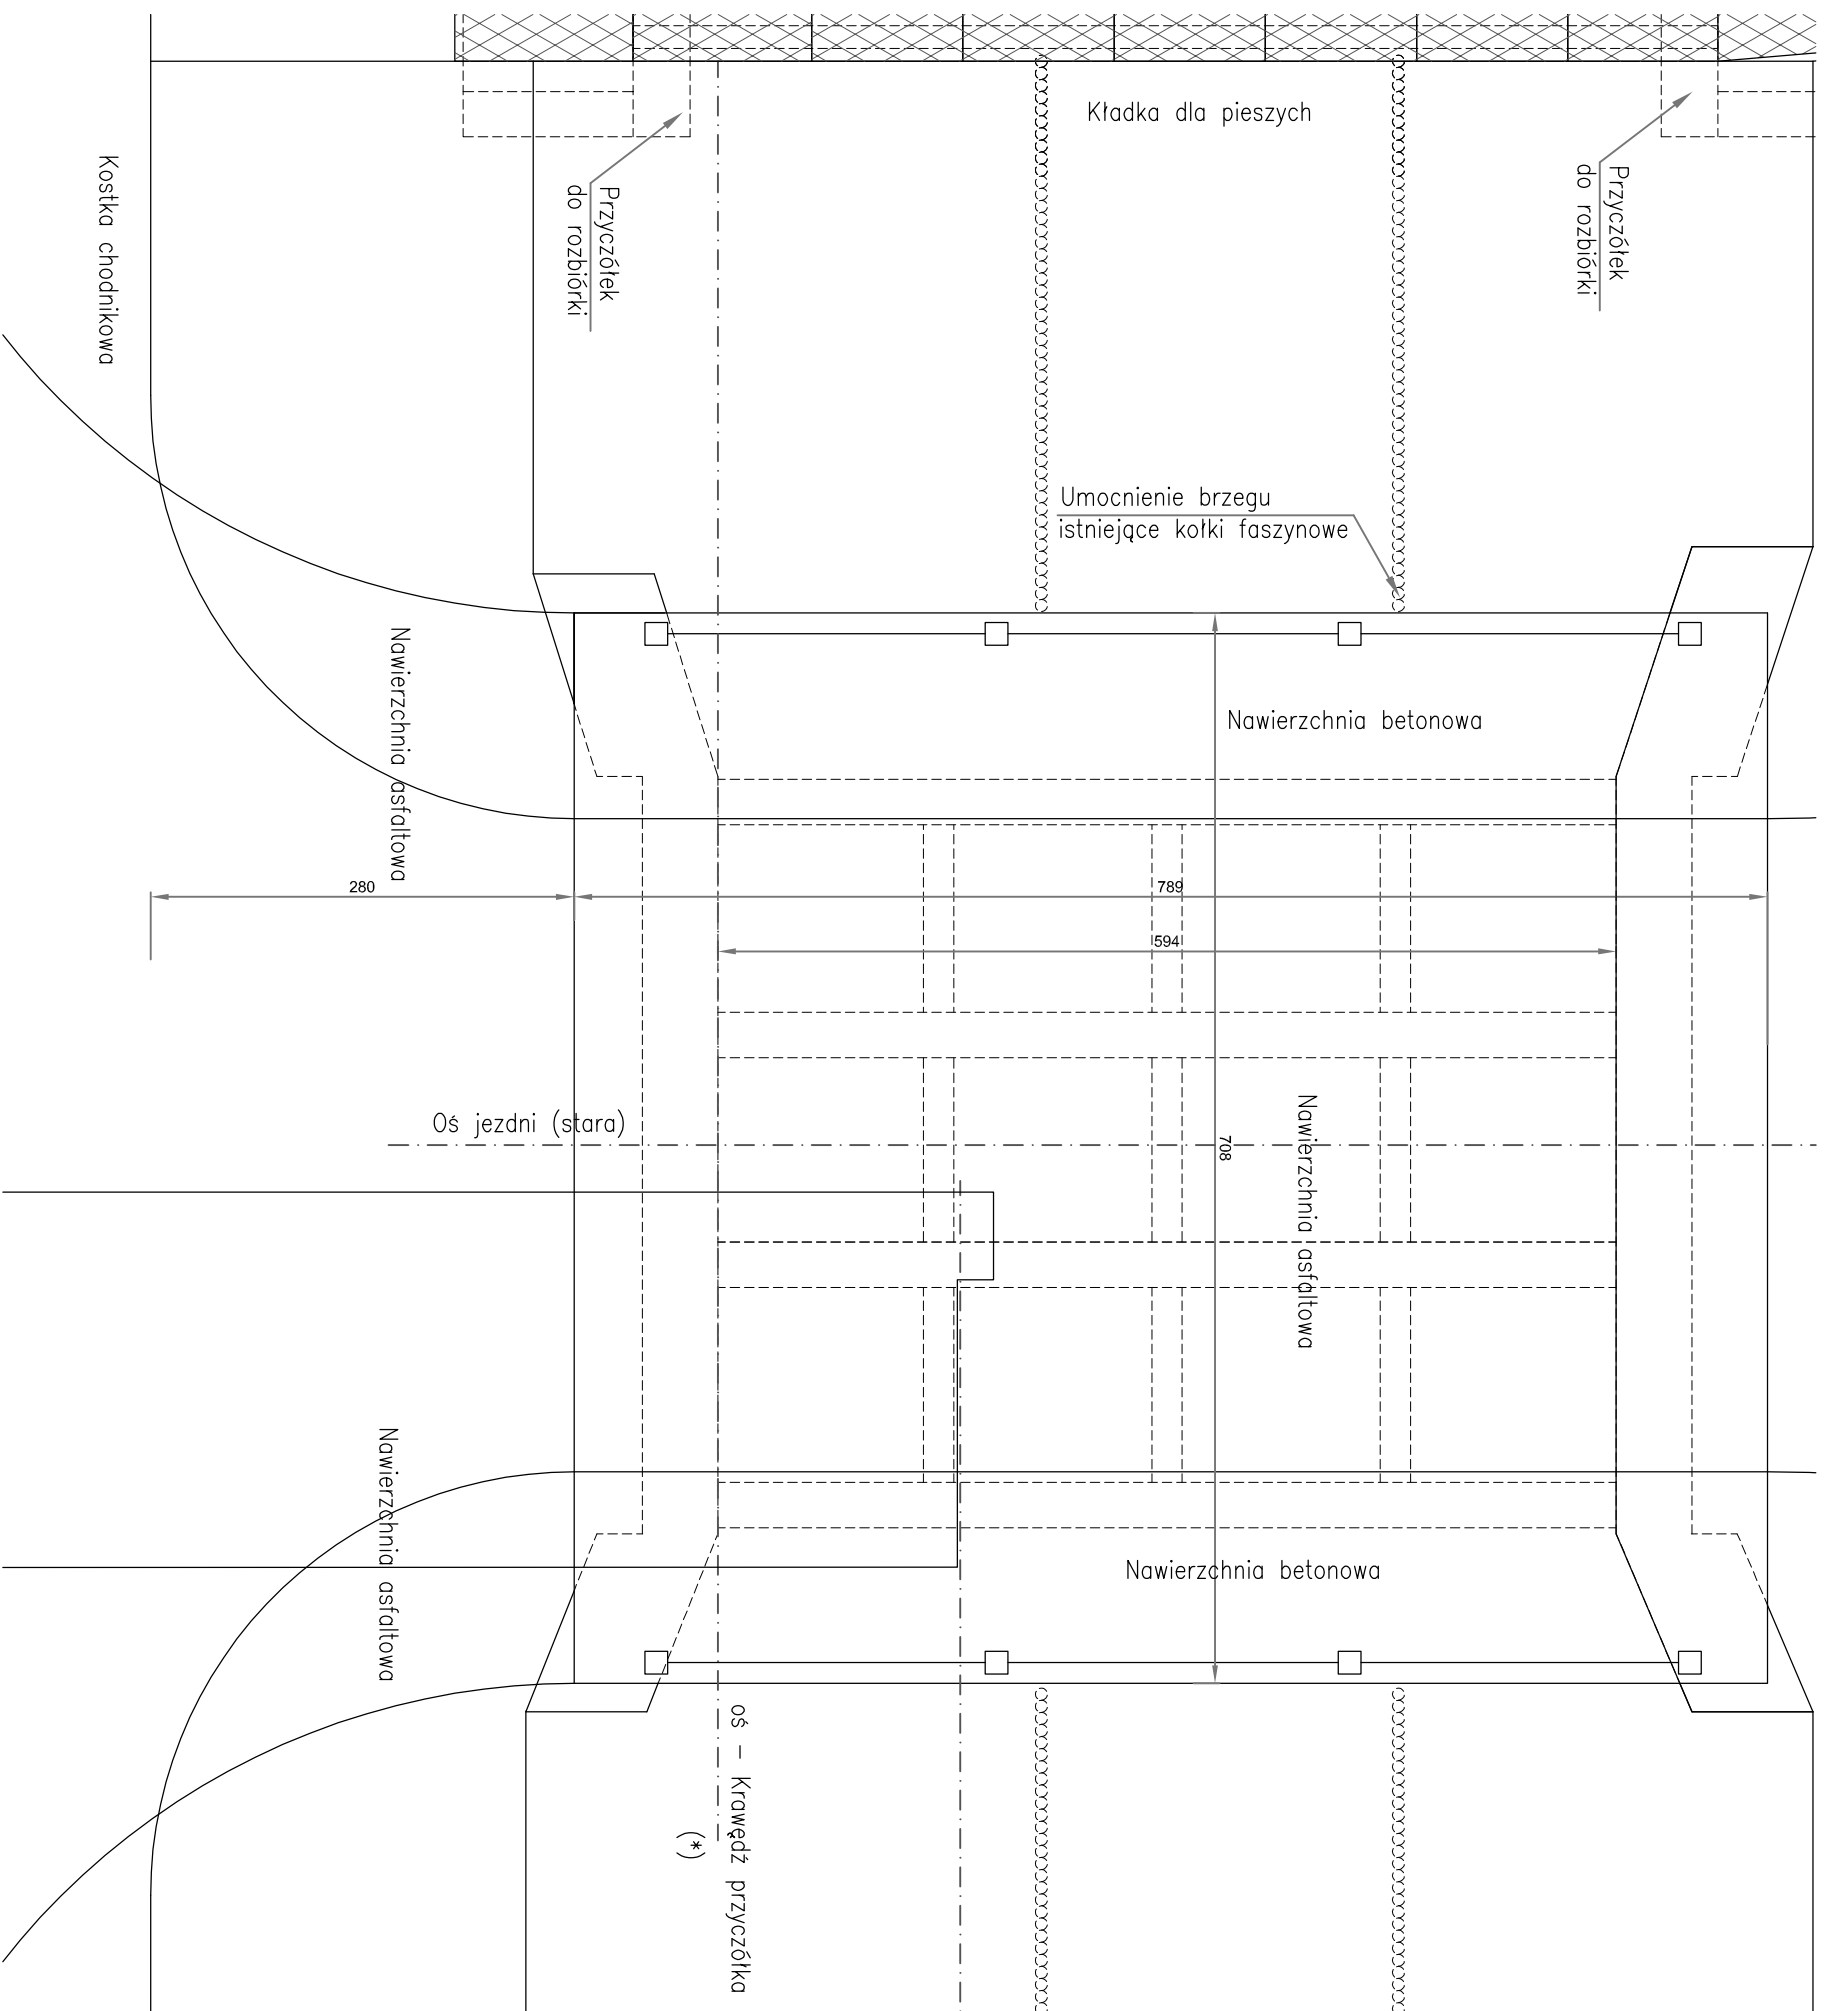 Kładka dla pieszych
Przyczółek
do rozbiórki
Przyczółek
do rozbiórki
Kostka chodnikowa
Umocnienie brzegu
istniejące kołki faszynowe
Nawierzchnia asfaltowa
Nawierzchnia betonowa
280
789
594
Oś jezdni (stara)
708
Nawierzchnia asfaltowa
Nawierzchnia asfaltowa
Nawierzchnia betonowa
oś - Krawędź przyczółka
(*)